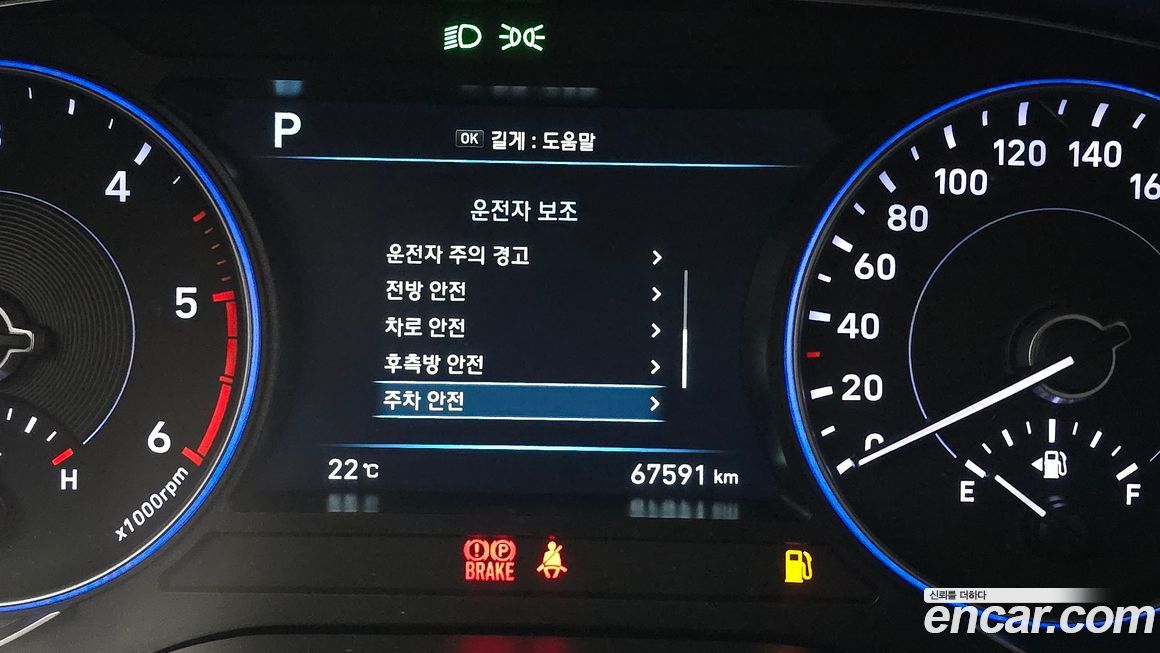 P
OK 길게 : 도움말
운전자 보조
운전자 주의 경고
전방 안전
차로 안전
후측방 안전
주차 안전
22℃
67591 km
4
5
6
H
x1000rpm
0
20
40
60
80
100
120
140
E
F
BRAKE
신뢰를 더하다
encar.com